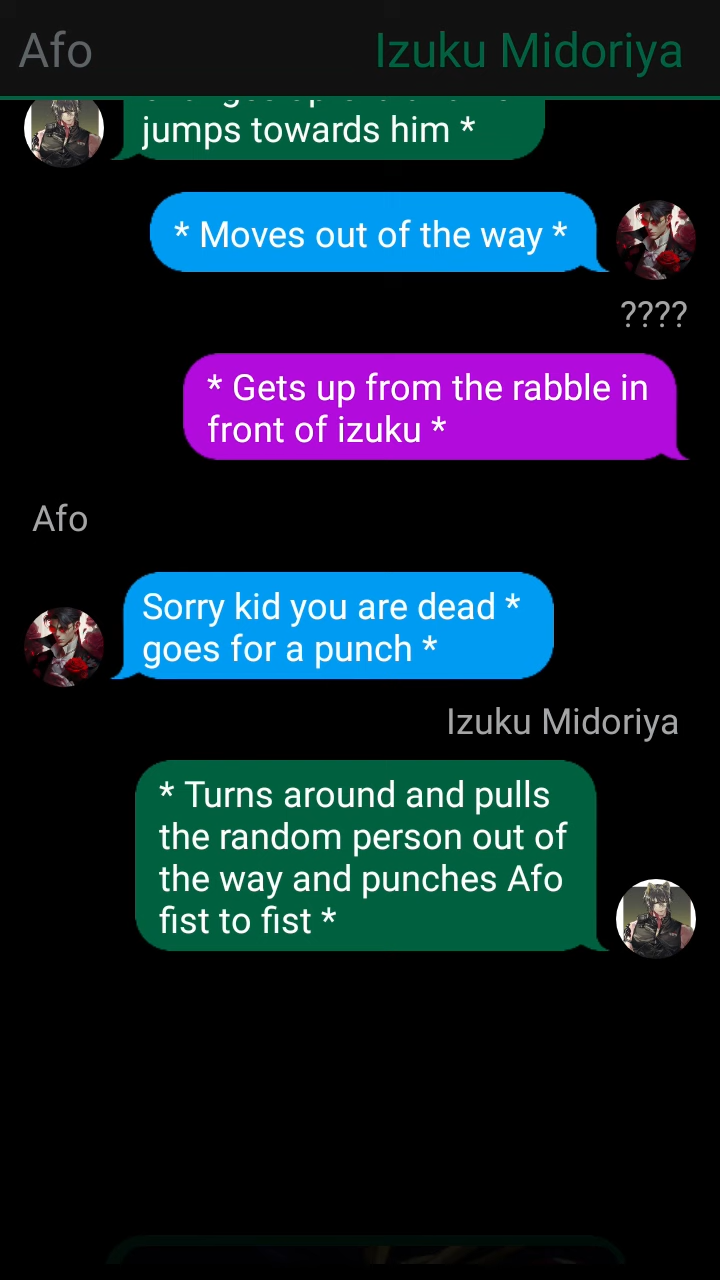 Afo Izuku Midoriya
jumps towards him *
* Moves out of the way *
????
* Gets up from the rabble in
front of izuku *
Afo
Sorry kid you are dead *
goes for a punch *
Izuku Midoriya
* Turns around and pulls
the random person out of
the way and punches Afo
fist to fist *